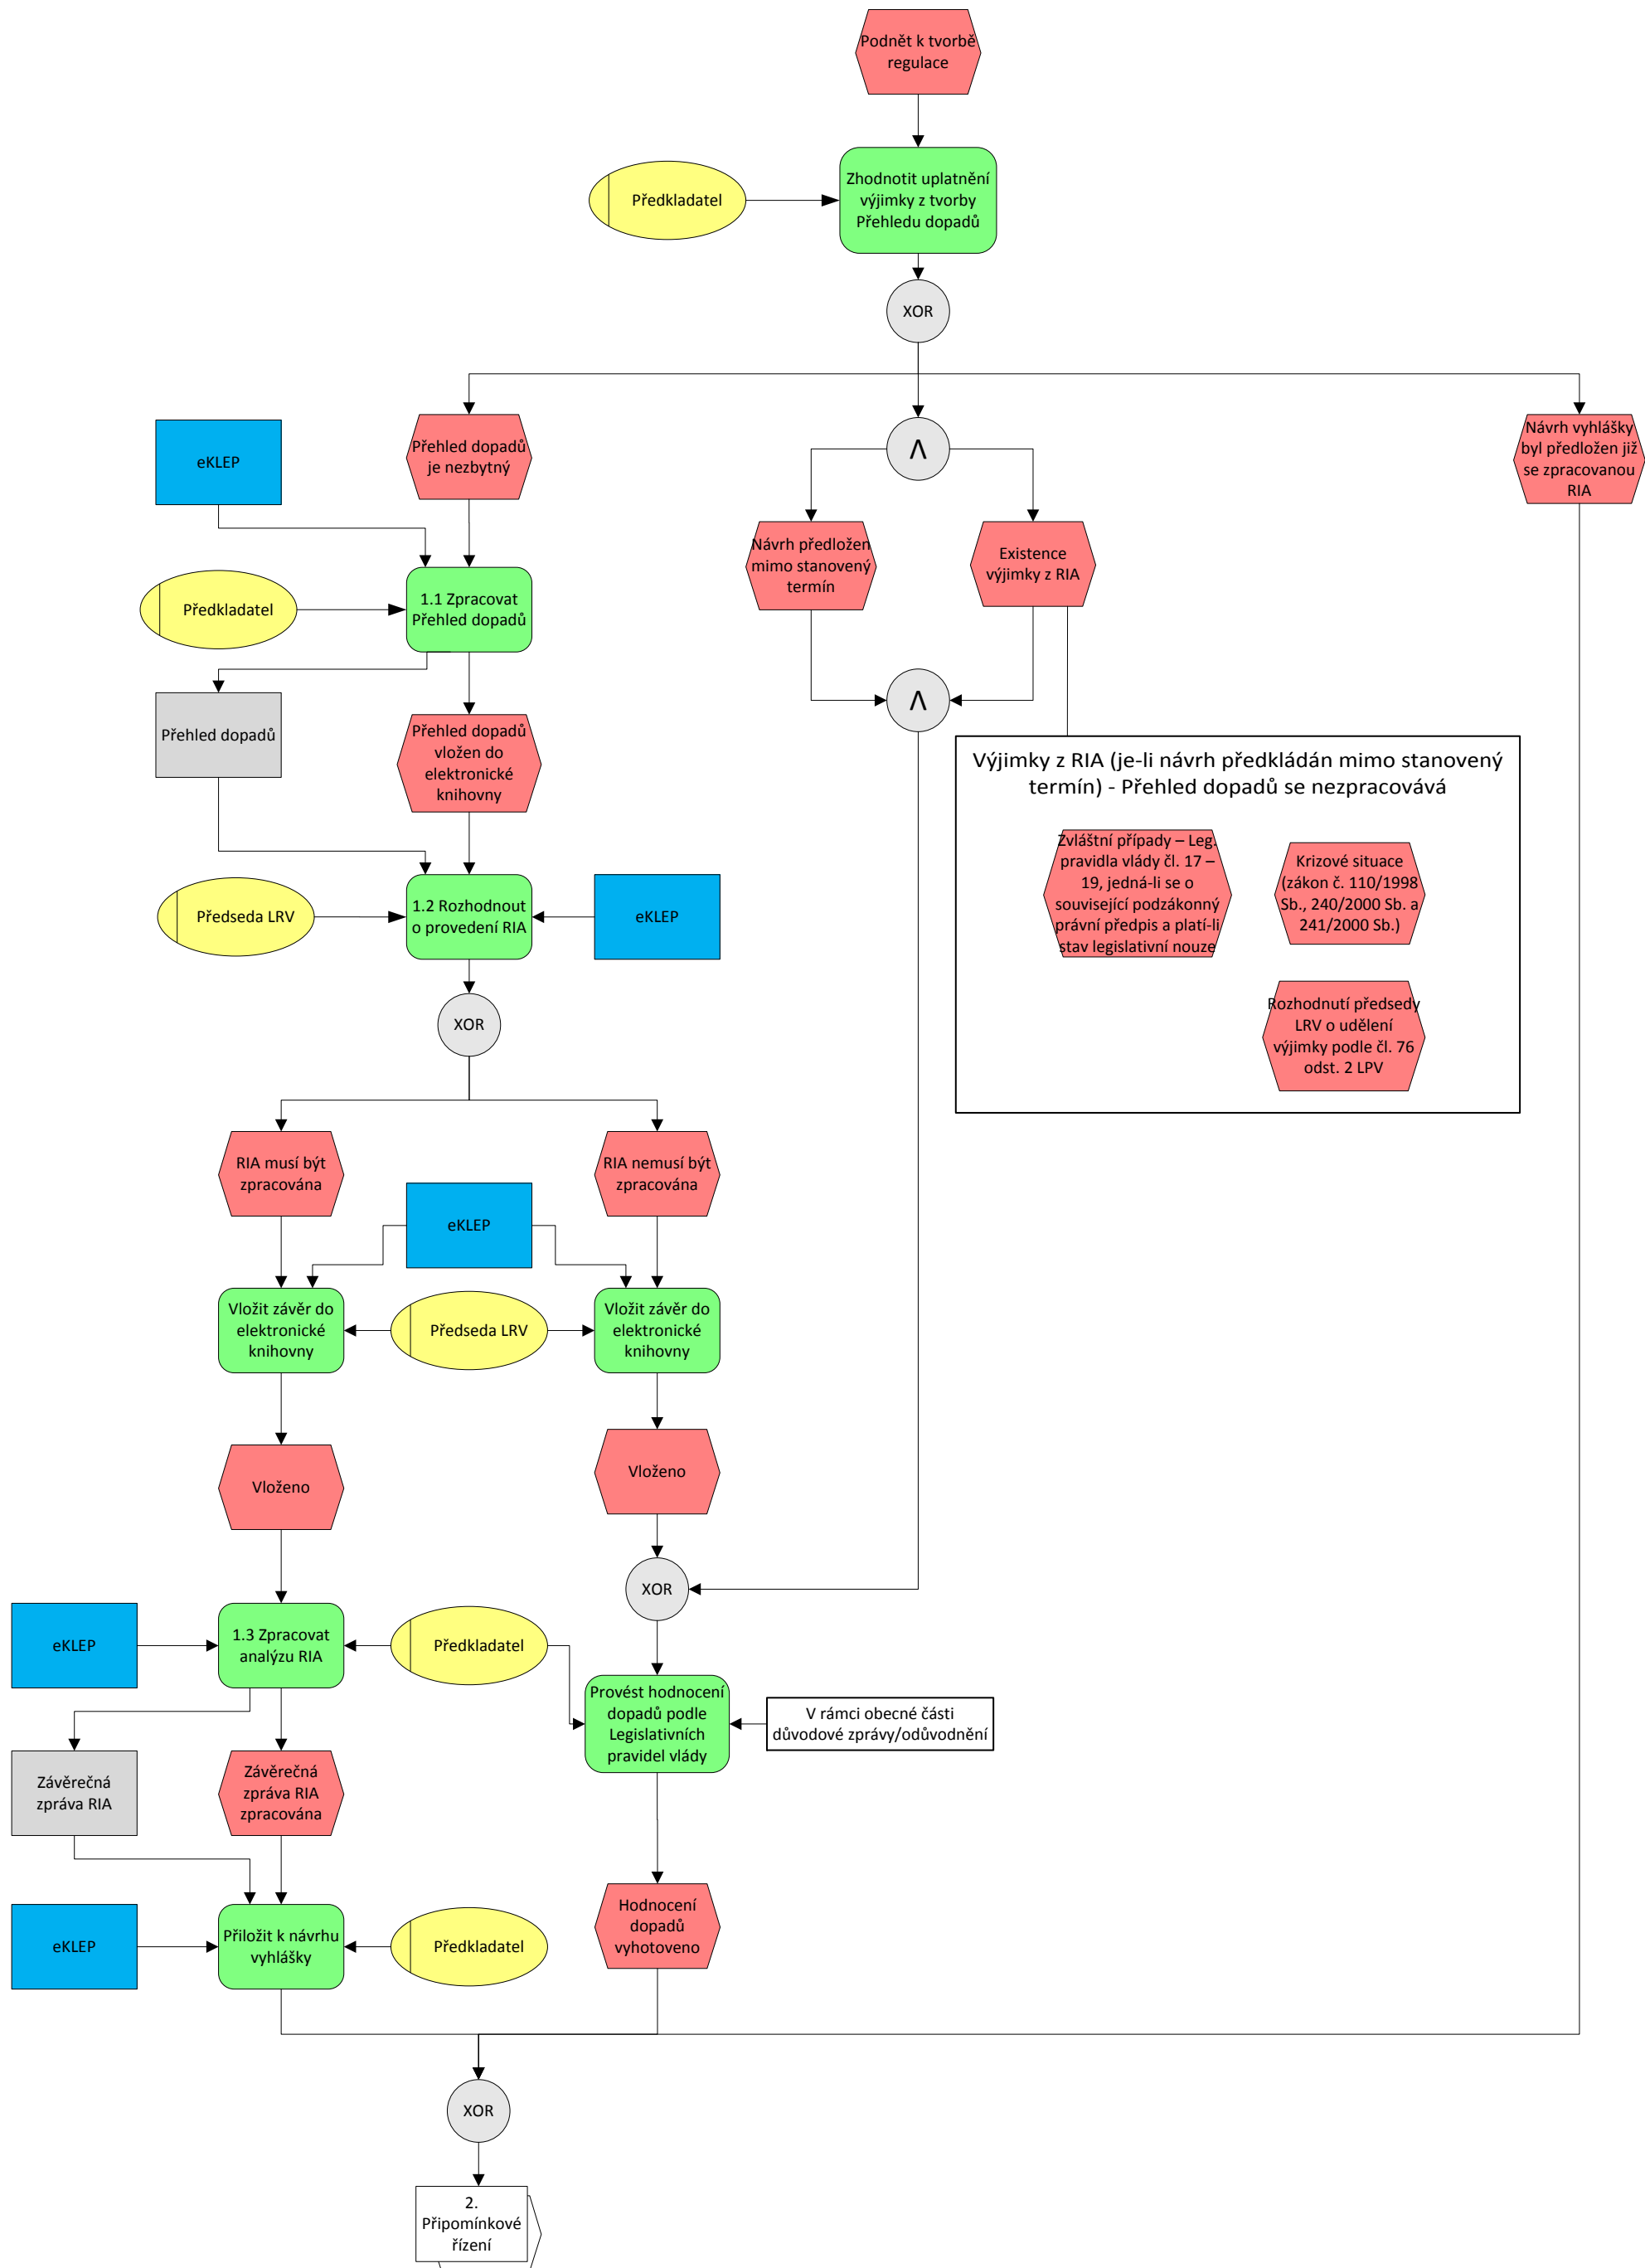 Podnět k tvorbě
regulace
Předkladatel
Zhodnotit uplatnění
výjimky z tvorby
Přehledu dopadů
XOR
eKLEP
Přehled dopadů
je nezbytný
Λ
Návrh vyhlášky
byl předložen již
se zpracovanou
RIA
Návrh předložen
mimo stanovený
termín
Existence
výjimky z RIA
Předkladatel
1.1 Zpracovat
Přehled dopadů
Λ
Přehled dopadů
Přehled dopadů
vložen do
elektronické
knihovny
Výjimky z RIA (je-li návrh předkládán mimo stanovený
termín) - Přehled dopadů se nezpracovává
Zvláštní případy – Leg.
pravidla vlády čl. 17 –
19, jedná-li se o
související podzákonný
právní předpis a platí-li
stav legislativní nouze
Krizové situace
(zákon č. 110/1998
Sb., 240/2000 Sb. a
241/2000 Sb.)
Rozhodnutí předsedy
LRV o udělení
výjimky podle čl. 76
odst. 2 LPV
Předseda LRV
1.2 Rozhodnout
o provedení RIA
eKLEP
XOR
RIA musí být
zpracována
RIA nemusí být
zpracována
eKLEP
Vložit závěr do
elektronické
knihovny
Předseda LRV
Vložit závěr do
elektronické
knihovny
Vloženo
Vloženo
XOR
eKLEP
1.3 Zpracovat
analýzu RIA
Předkladatel
Provést hodnocení
dopadů podle
Legislativních
pravidel vlády
V rámci obecné části
důvodové zprávy/odůvodnění
Závěrečná
zpráva RIA
Závěrečná
zpráva RIA
zpracována
Hodnocení
dopadů
vyhotoveno
eKLEP
Přiložit k návrhu
vyhlášky
Předkladatel
XOR
2.
Připomínkové
řízení